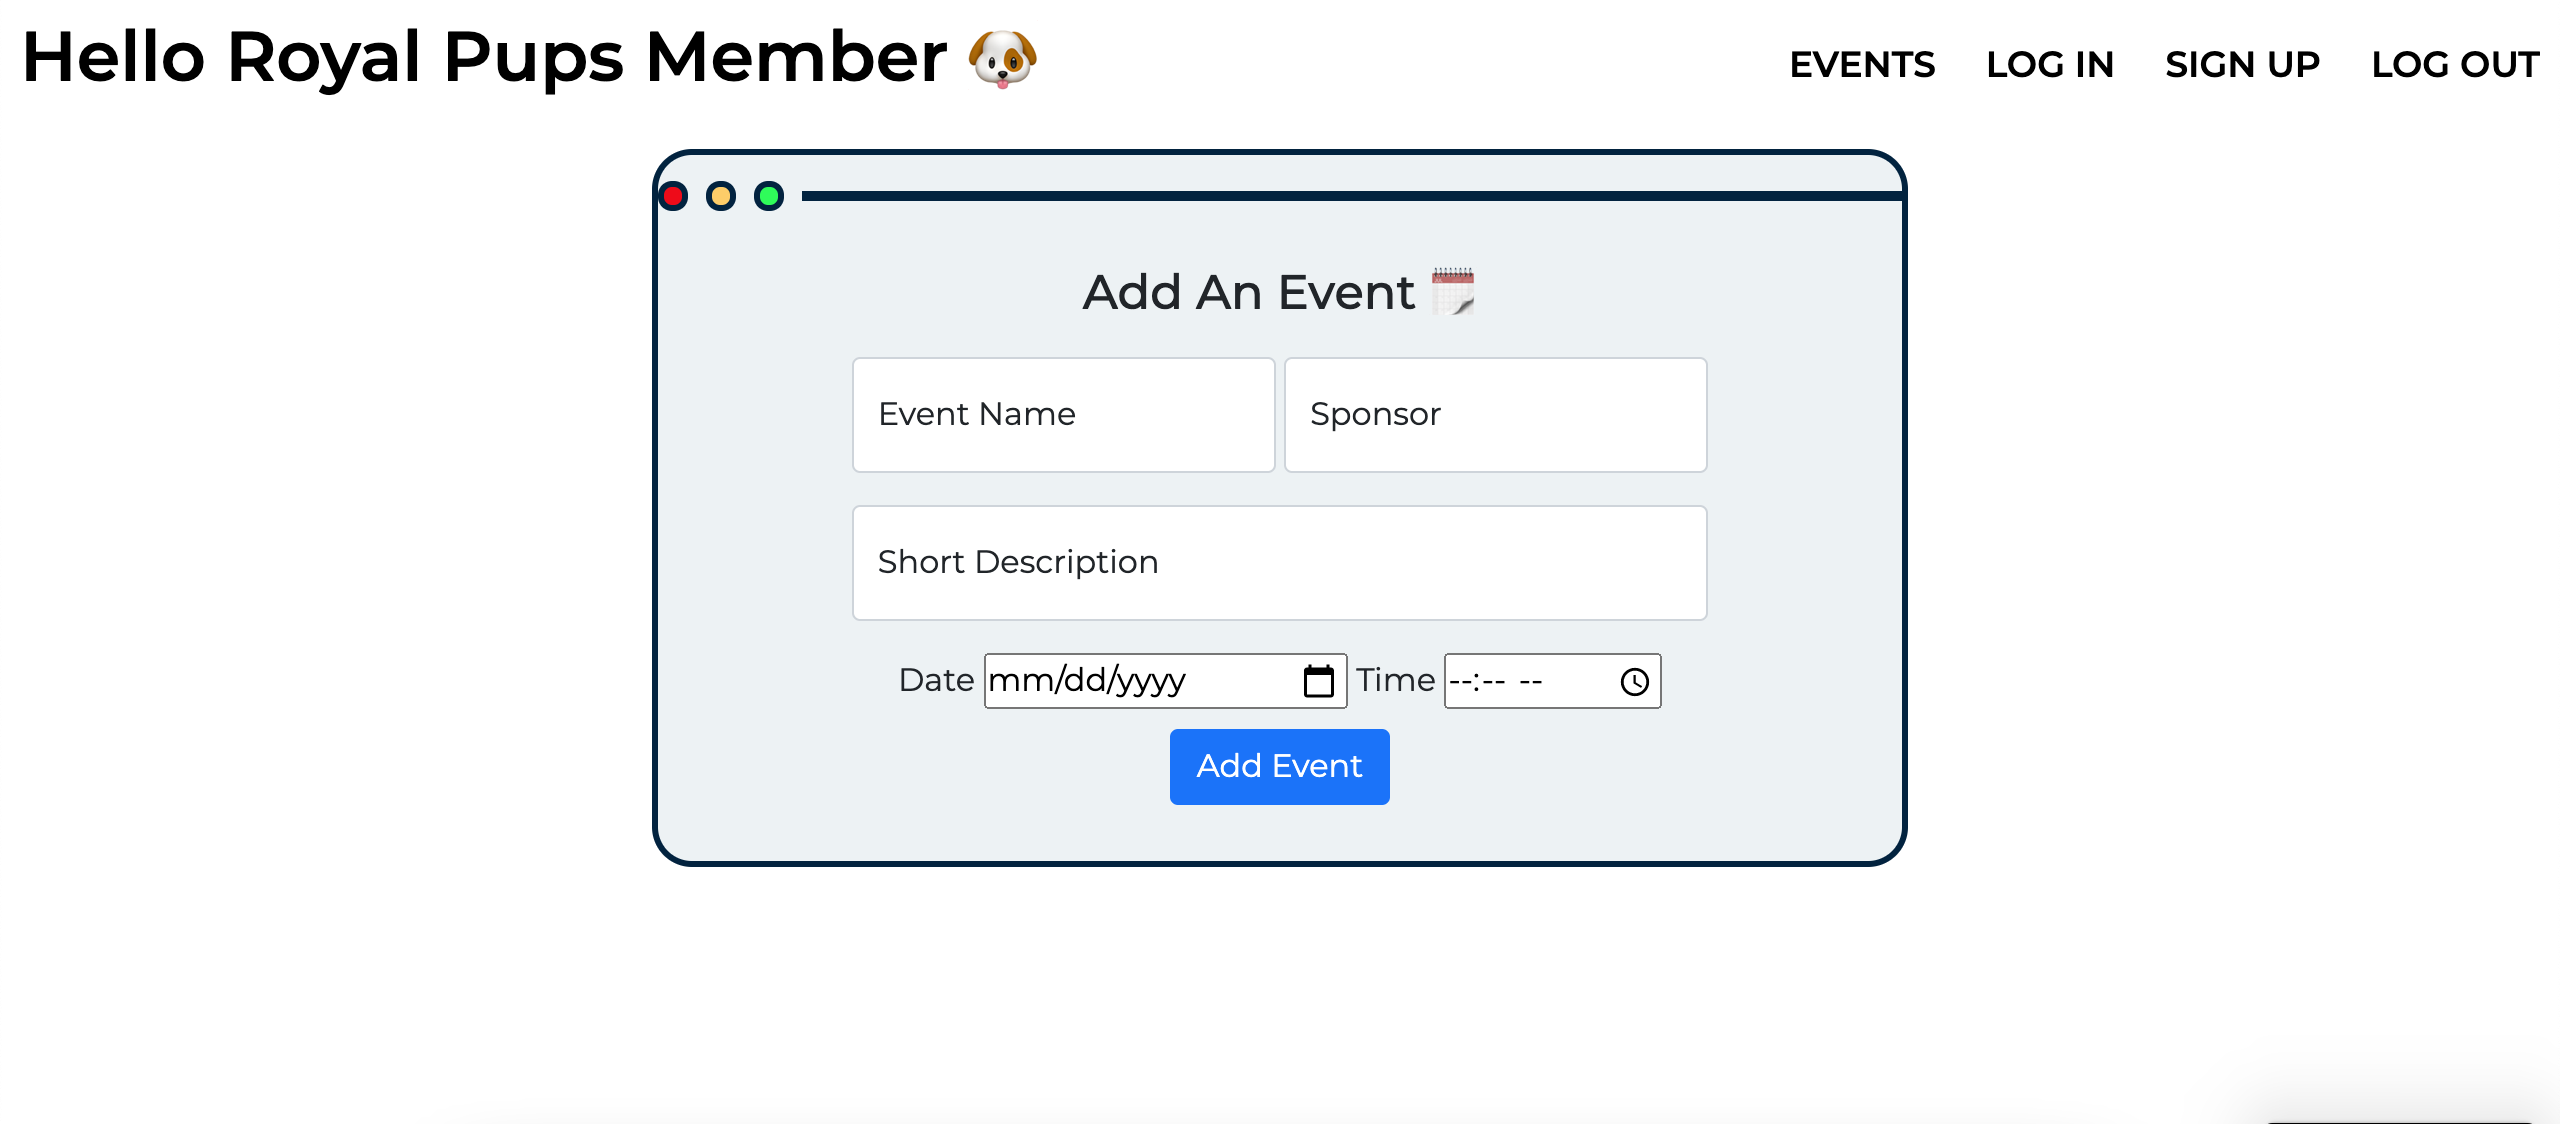 Hello Royal Pups Member 🐶
EVENTS LOG IN SIGN UP LOG OUT
Add An Event 🗓️
Event Name Sponsor
Short Description
Date mm/dd/yyyy Time --:-- --
Add Event